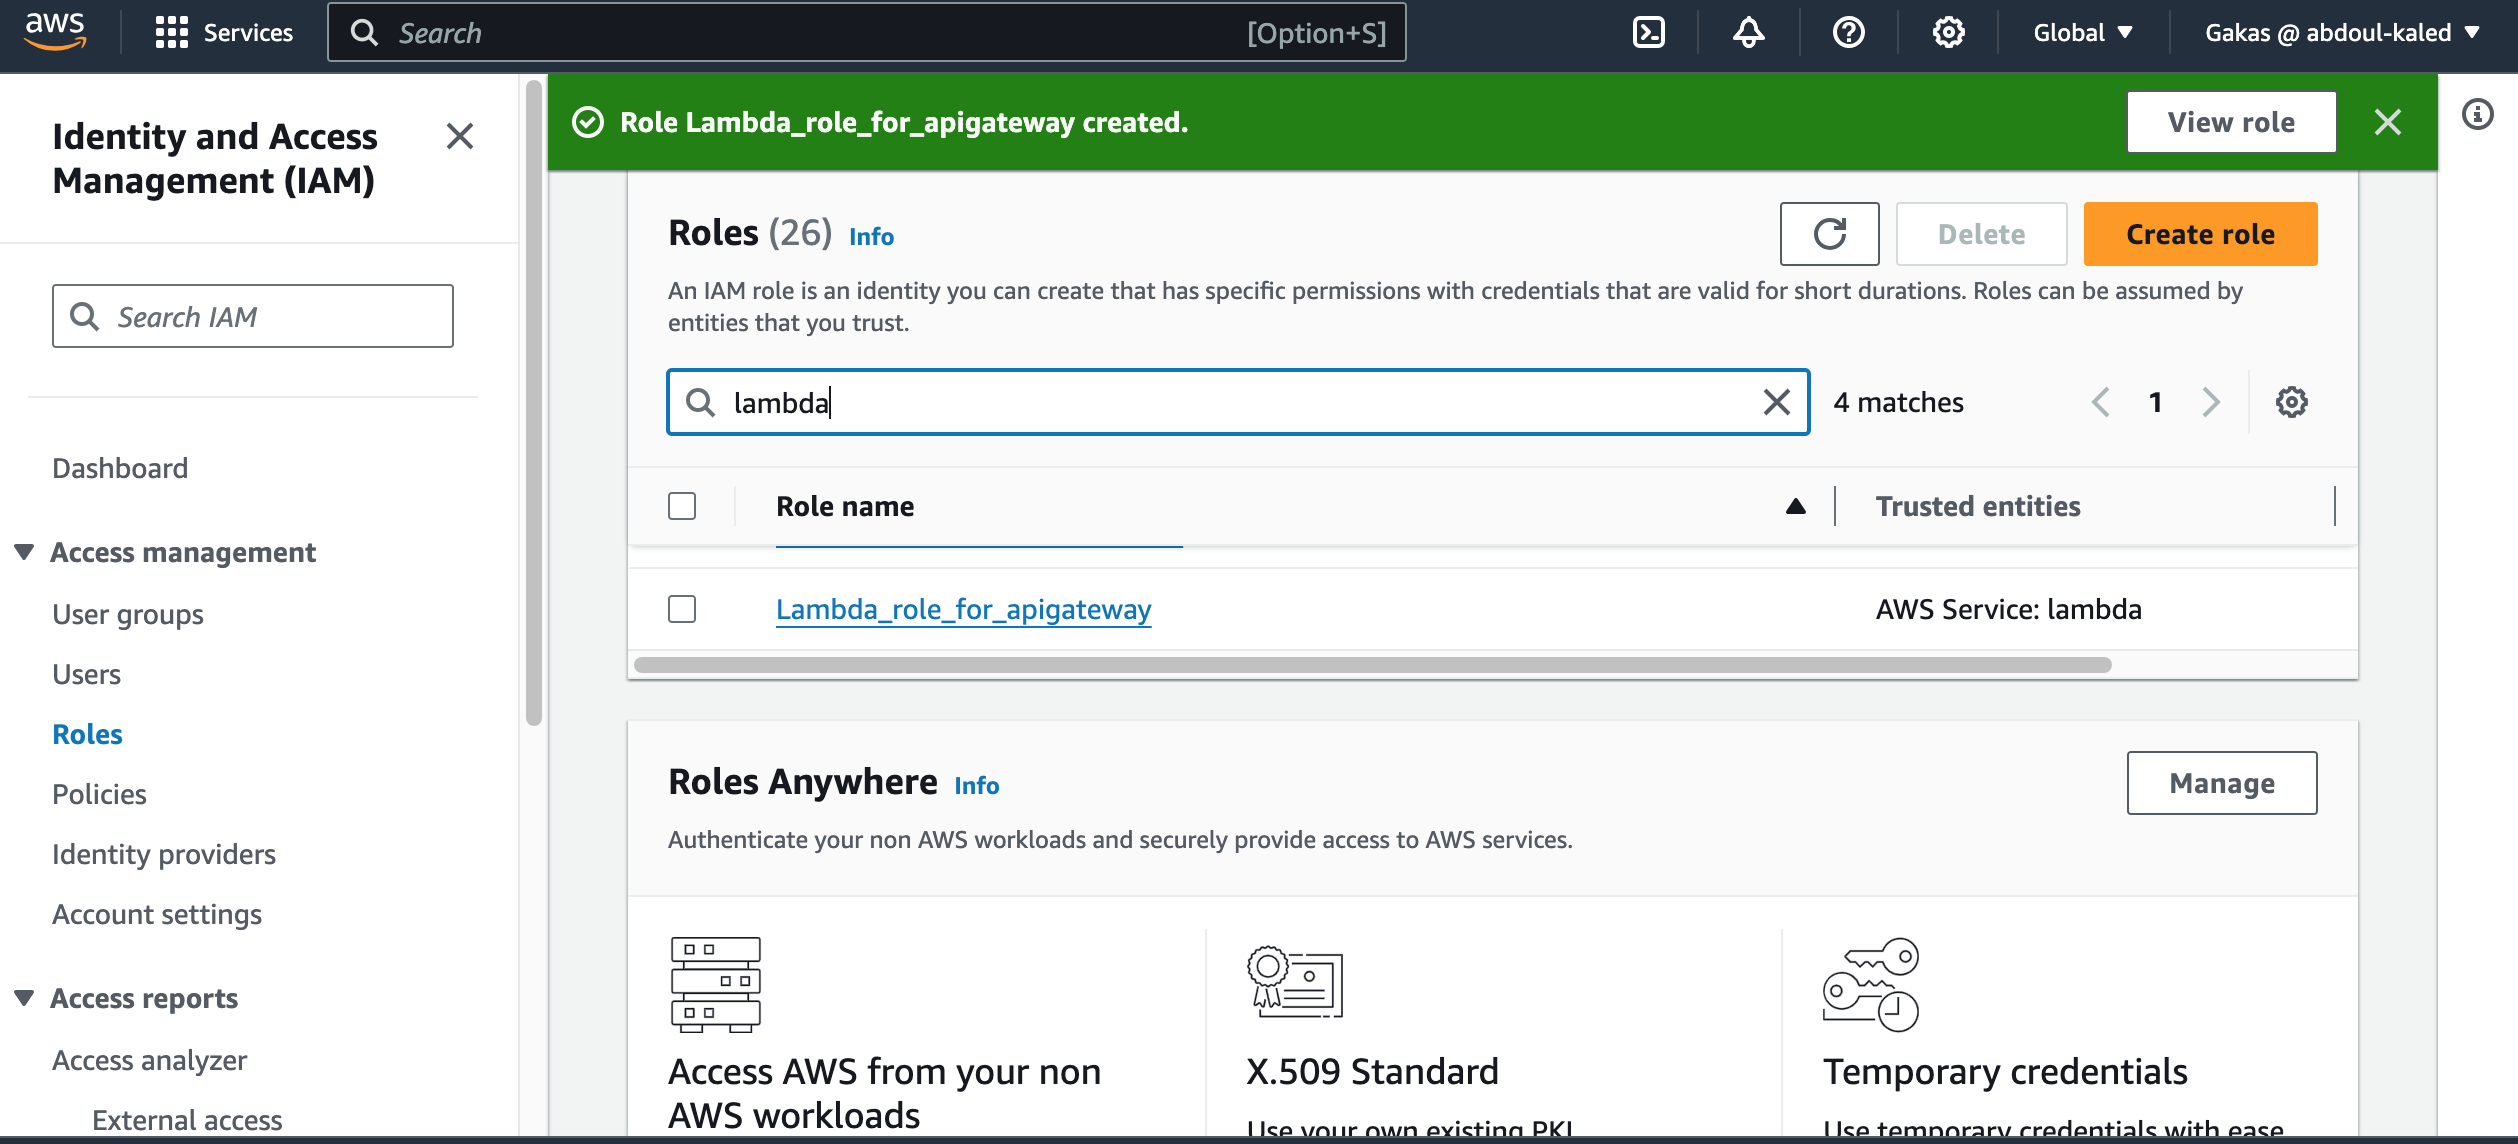 aws
Services
Search
[Option+S]
Global
Gakas @ abdoul-kaled
Identity and Access
Management (IAM)
Search IAM
Dashboard
Access management
User groups
Users
Roles
Policies
Identity providers
Account settings
Access reports
Access analyzer
External access
Role Lambda_role_for_apigateway created.
View role
Roles (26) Info
Delete
Create role
An IAM role is an identity you can create that has specific permissions with credentials that are valid for short durations. Roles can be assumed by
entities that you trust.
lambda
4 matches
1
Role name
Trusted entities
Lambda_role_for_apigateway
AWS Service: lambda
Roles Anywhere Info
Manage
Authenticate your non AWS workloads and securely provide access to AWS services.
Access AWS from your non
AWS workloads
X.509 Standard
Use your own existing PKI
Temporary credentials
Use temporary credentials with ease